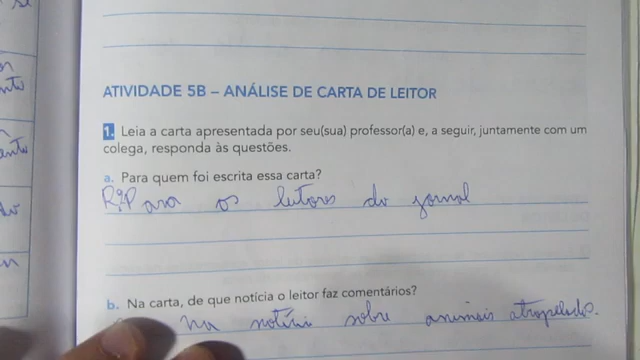 ATIVIDADE 5B – ANÁLISE DE CARTA DE LEITOR
1. Leia a carta apresentada por seu(sua) professor(a) e, a seguir, juntamente com um
colega, responda às questões.
a. Para quem foi escrita essa carta?
R: Para os leitores do jornal
b. Na carta, de que notícia o leitor faz comentários?
na notíri sobre animais atropelados.